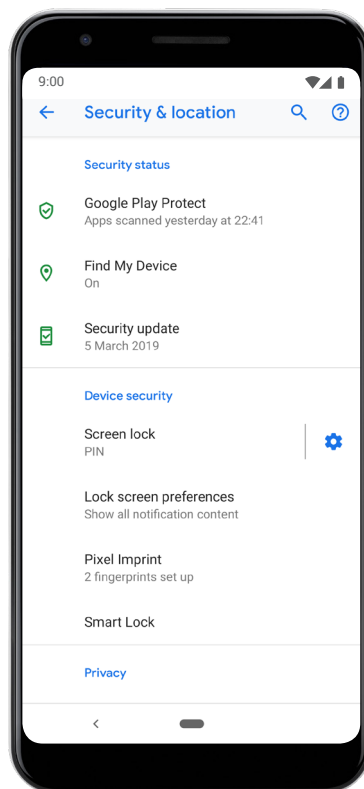 9:00
Security & location
Security status
Google Play Protect
Apps scanned yesterday at 22:41
Find My Device
On
Security update
5 March 2019
Device security
Screen lock
PIN
Lock screen preferences
Show all notification content
Pixel Imprint
2 fingerprints set up
Smart Lock
Privacy